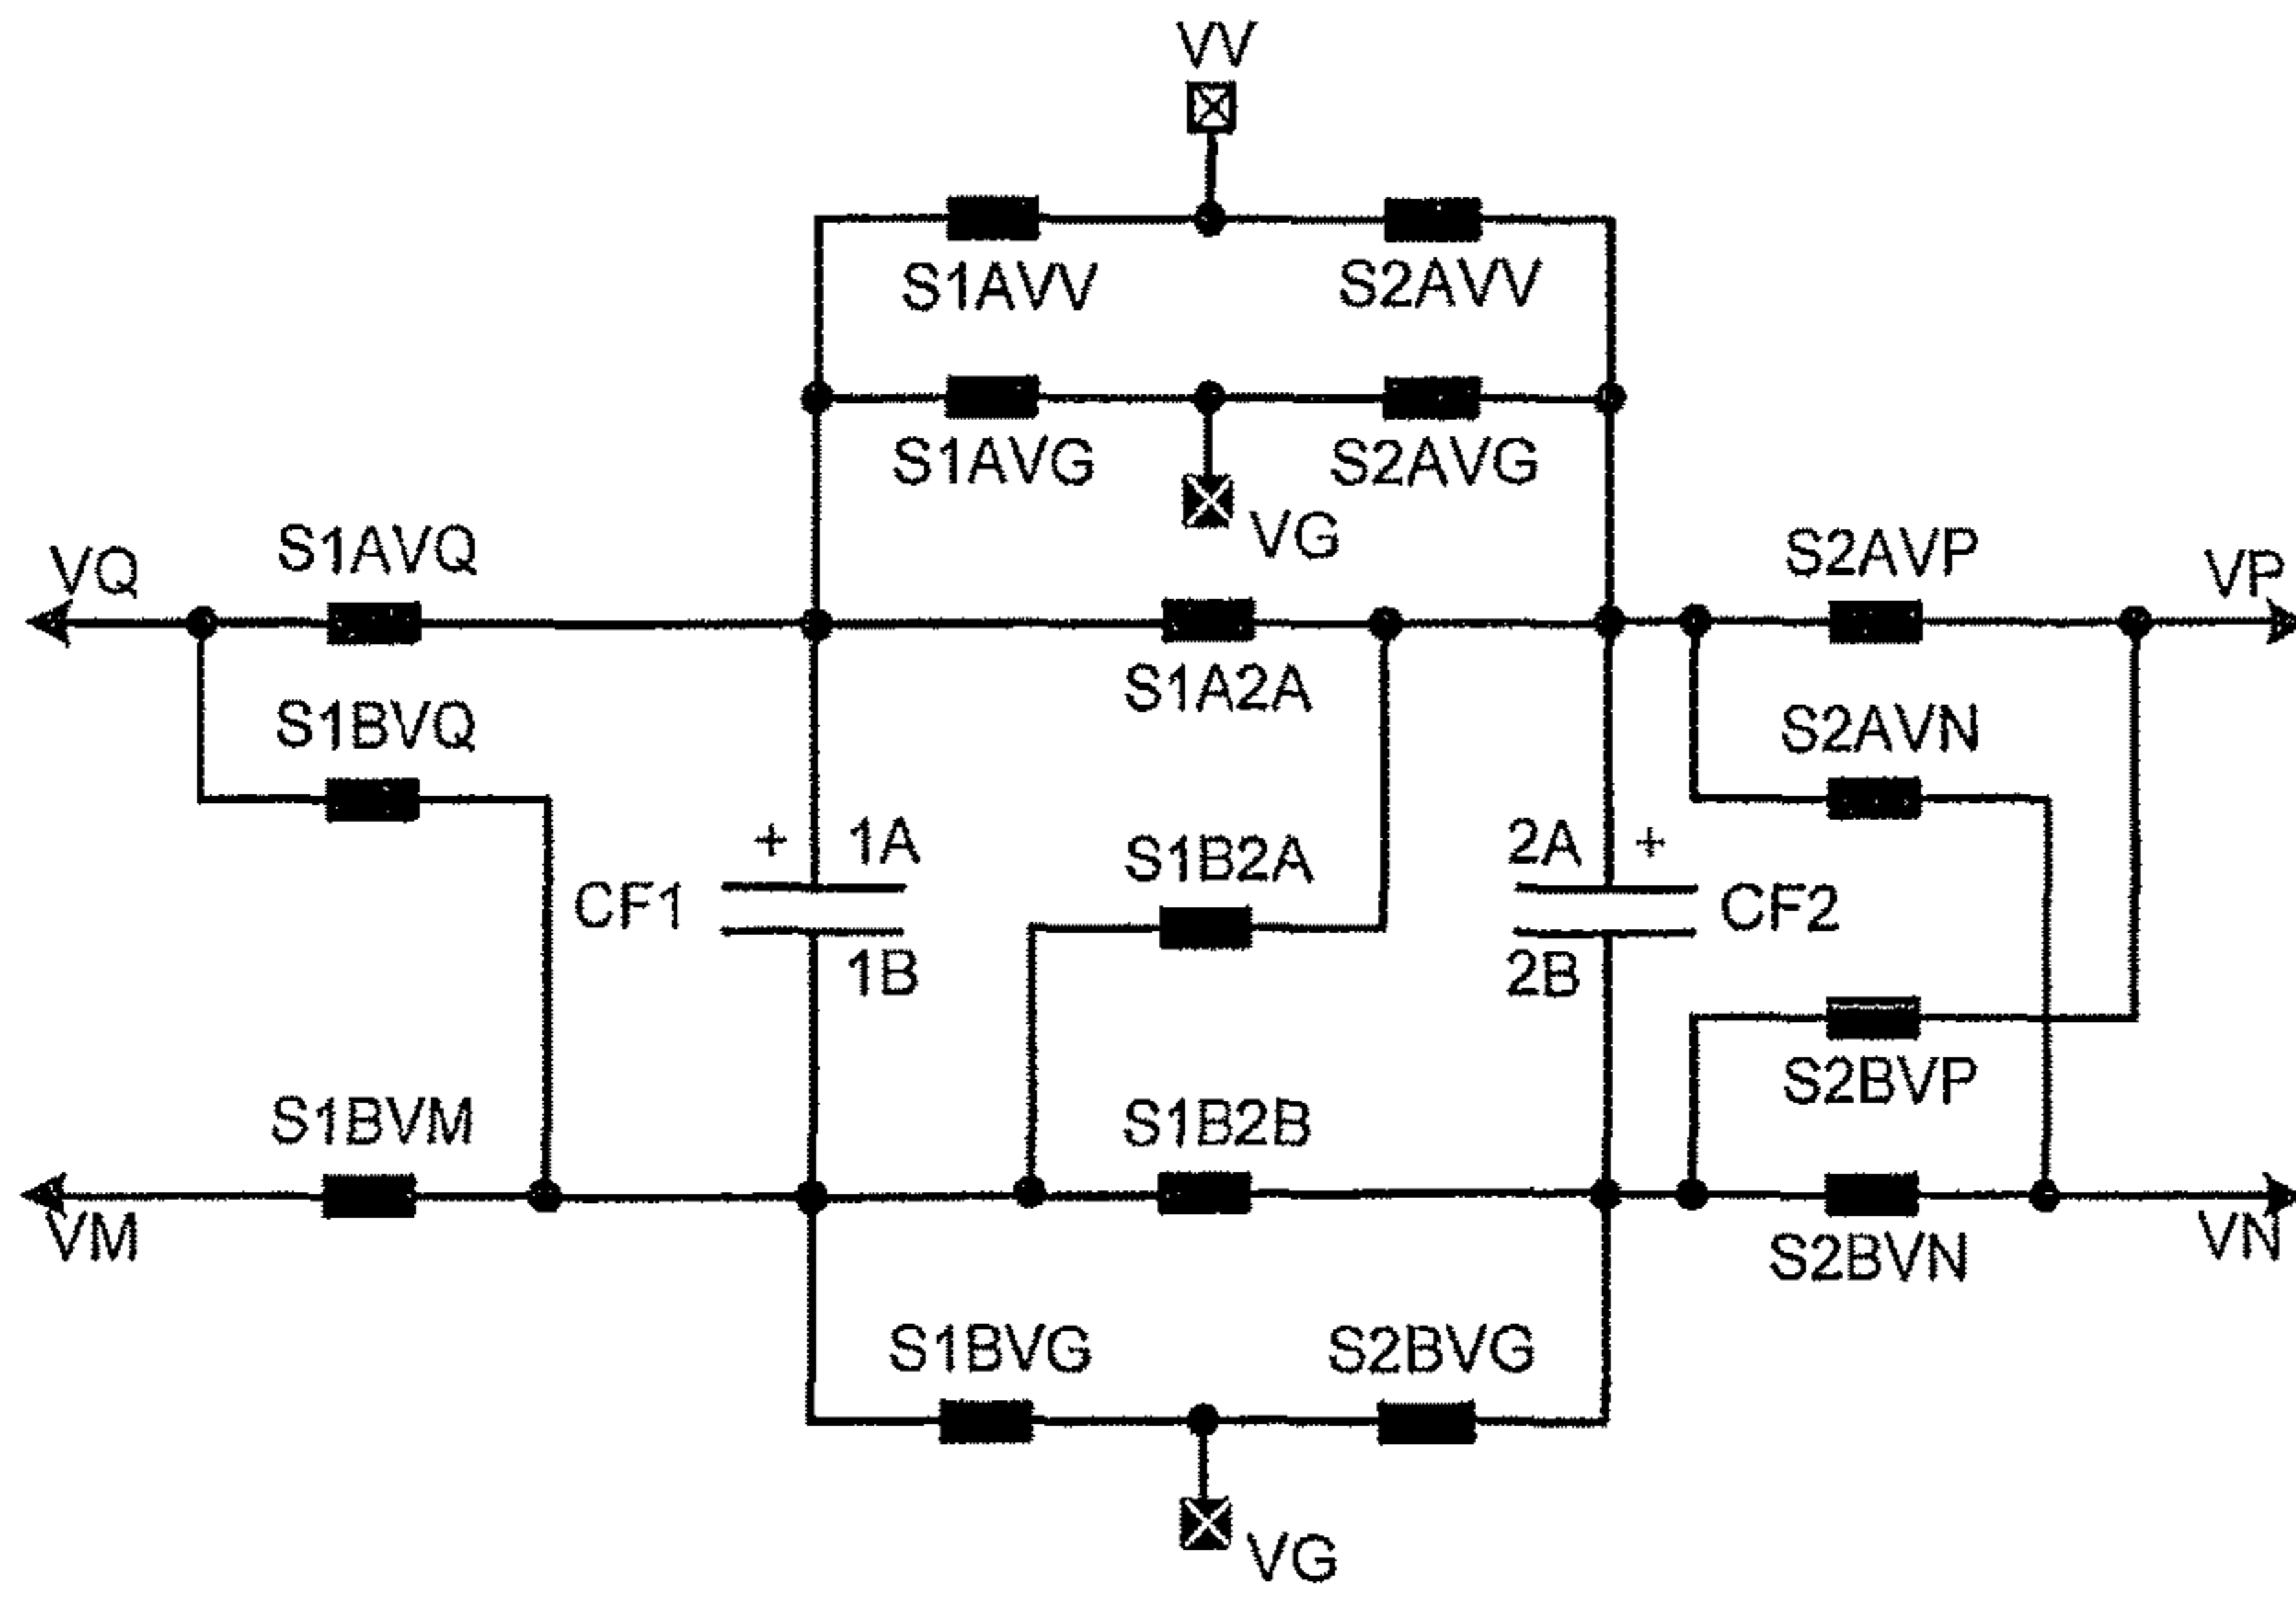 VV
S1AVV S2AVV
S1AVG S2AVG
VG
VQ S1AVQ S2AVP VP
S1A2A
S1BVQ S2AVN
+ 1A S1B2A 2A +
CF1 CF2
1B 2B
S2BVP
S1BVM S1B2B
VM S2BVN VN
S1BVG S2BVG
VG